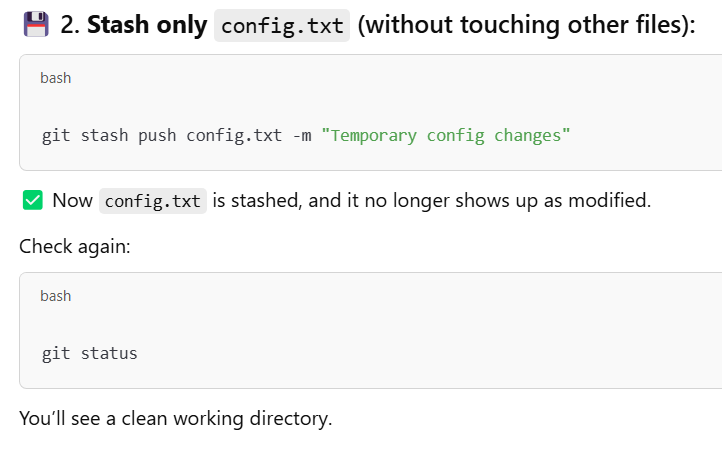 💾 2. Stash only config.txt (without touching other files):
bash
git stash push config.txt -m "Temporary config changes"
✅ Now config.txt is stashed, and it no longer shows up as modified.
Check again:
bash
git status
You’ll see a clean working directory.